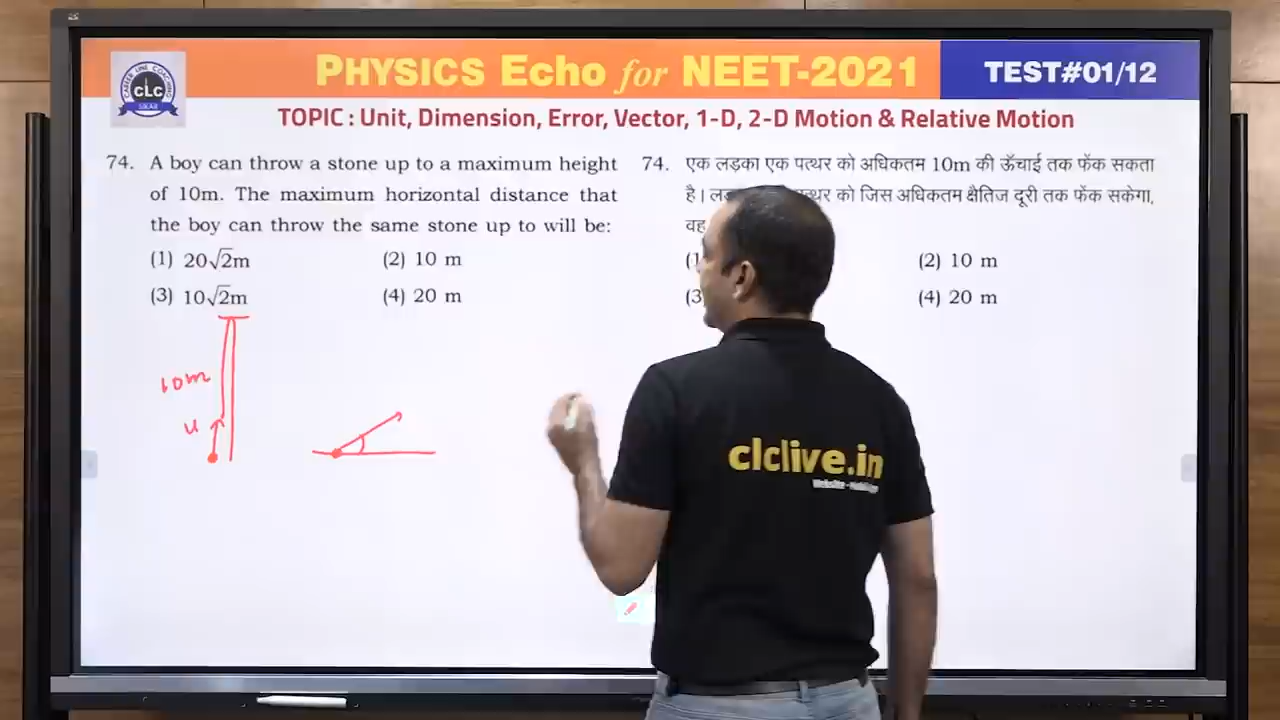 PHYSICS Echo for NEET-2021
TEST#01/12
CLC
TOPIC : Unit, Dimension, Error, Vector, 1-D, 2-D Motion & Relative Motion
74. A boy can throw a stone up to a maximum height
of 10m. The maximum horizontal distance that
the boy can throw the same stone up to will be:
(1) 20√2m (2) 10 m
(3) 10√2m (4) 20 m
74. एक लड़का एक पत्थर को अधिकतम 10m की ऊँचाई तक फेंक सकता
है। को जिस अधिकतम क्षैतिज दूरी तक फेंक सकेगा,
वह
(2) 10 m
(4) 20 m
10m
u
clclive.in